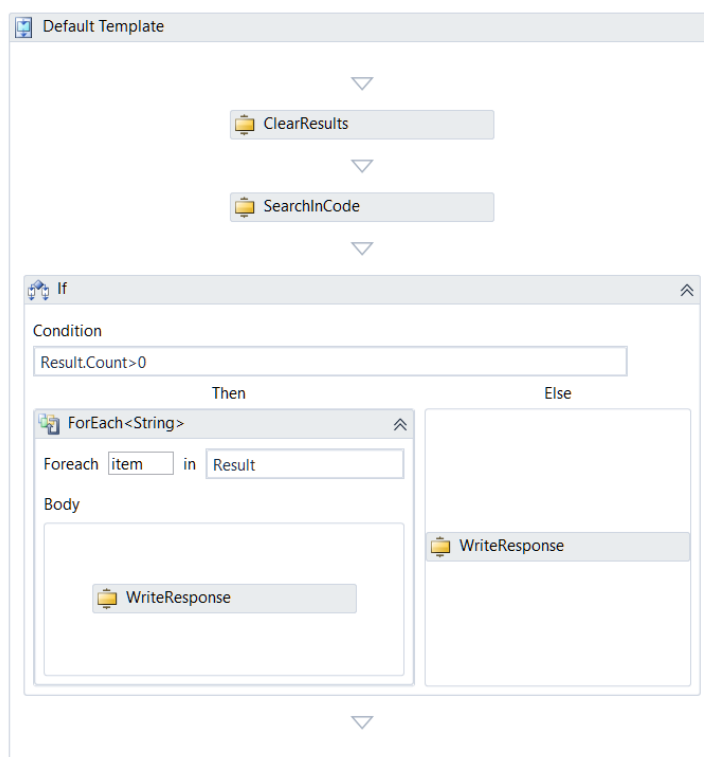 Default Template
ClearResults
SearchInCode
If
Condition
Result.Count>0
Then Else
ForEach<String>
Foreach item in Result
Body
WriteResponse
WriteResponse